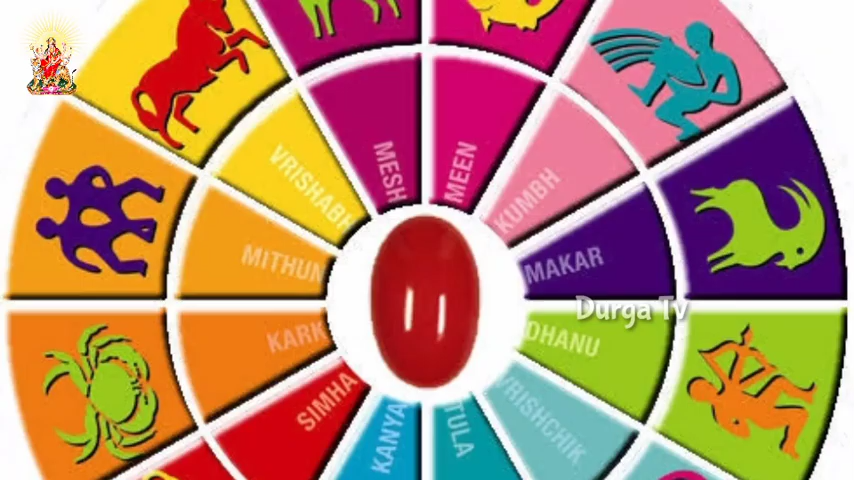 VRISHABH
MESH
MEEN
KUMBH
MITHUN
MAKAR
Durga Tv
KARK
DHANU
SIMHA
KANYA
TULA
VRISHCHIK